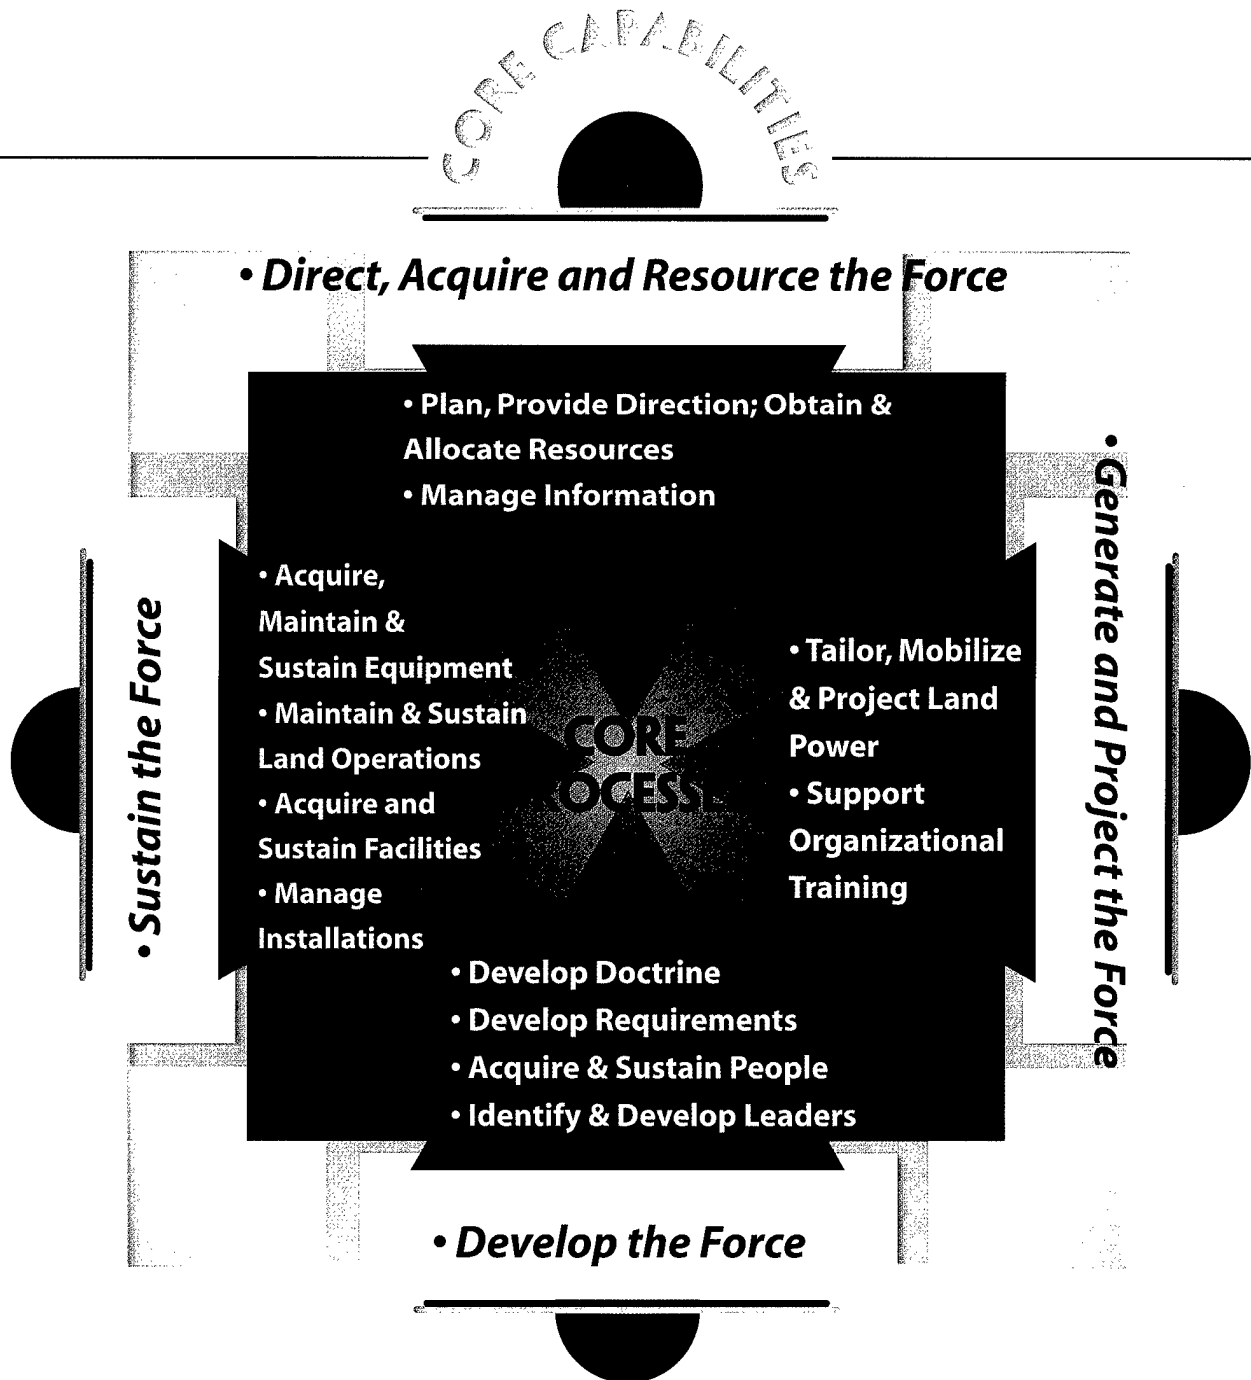 CORE CAPABILITIES
• Direct, Acquire and Resource the Force
• Plan, Provide Direction; Obtain &
Allocate Resources
• Manage Information
• Sustain the Force
• Acquire,
Maintain &
Sustain Equipment
• Maintain & Sustain
Land Operations
• Acquire and
Sustain Facilities
• Manage
Installations
CORE
• Tailor, Mobilize
& Project Land
Power
• Support
Organizational
Training
• Generate and Project the Force
• Develop Doctrine
• Develop Requirements
• Acquire & Sustain People
• Identify & Develop Leaders
• Develop the Force